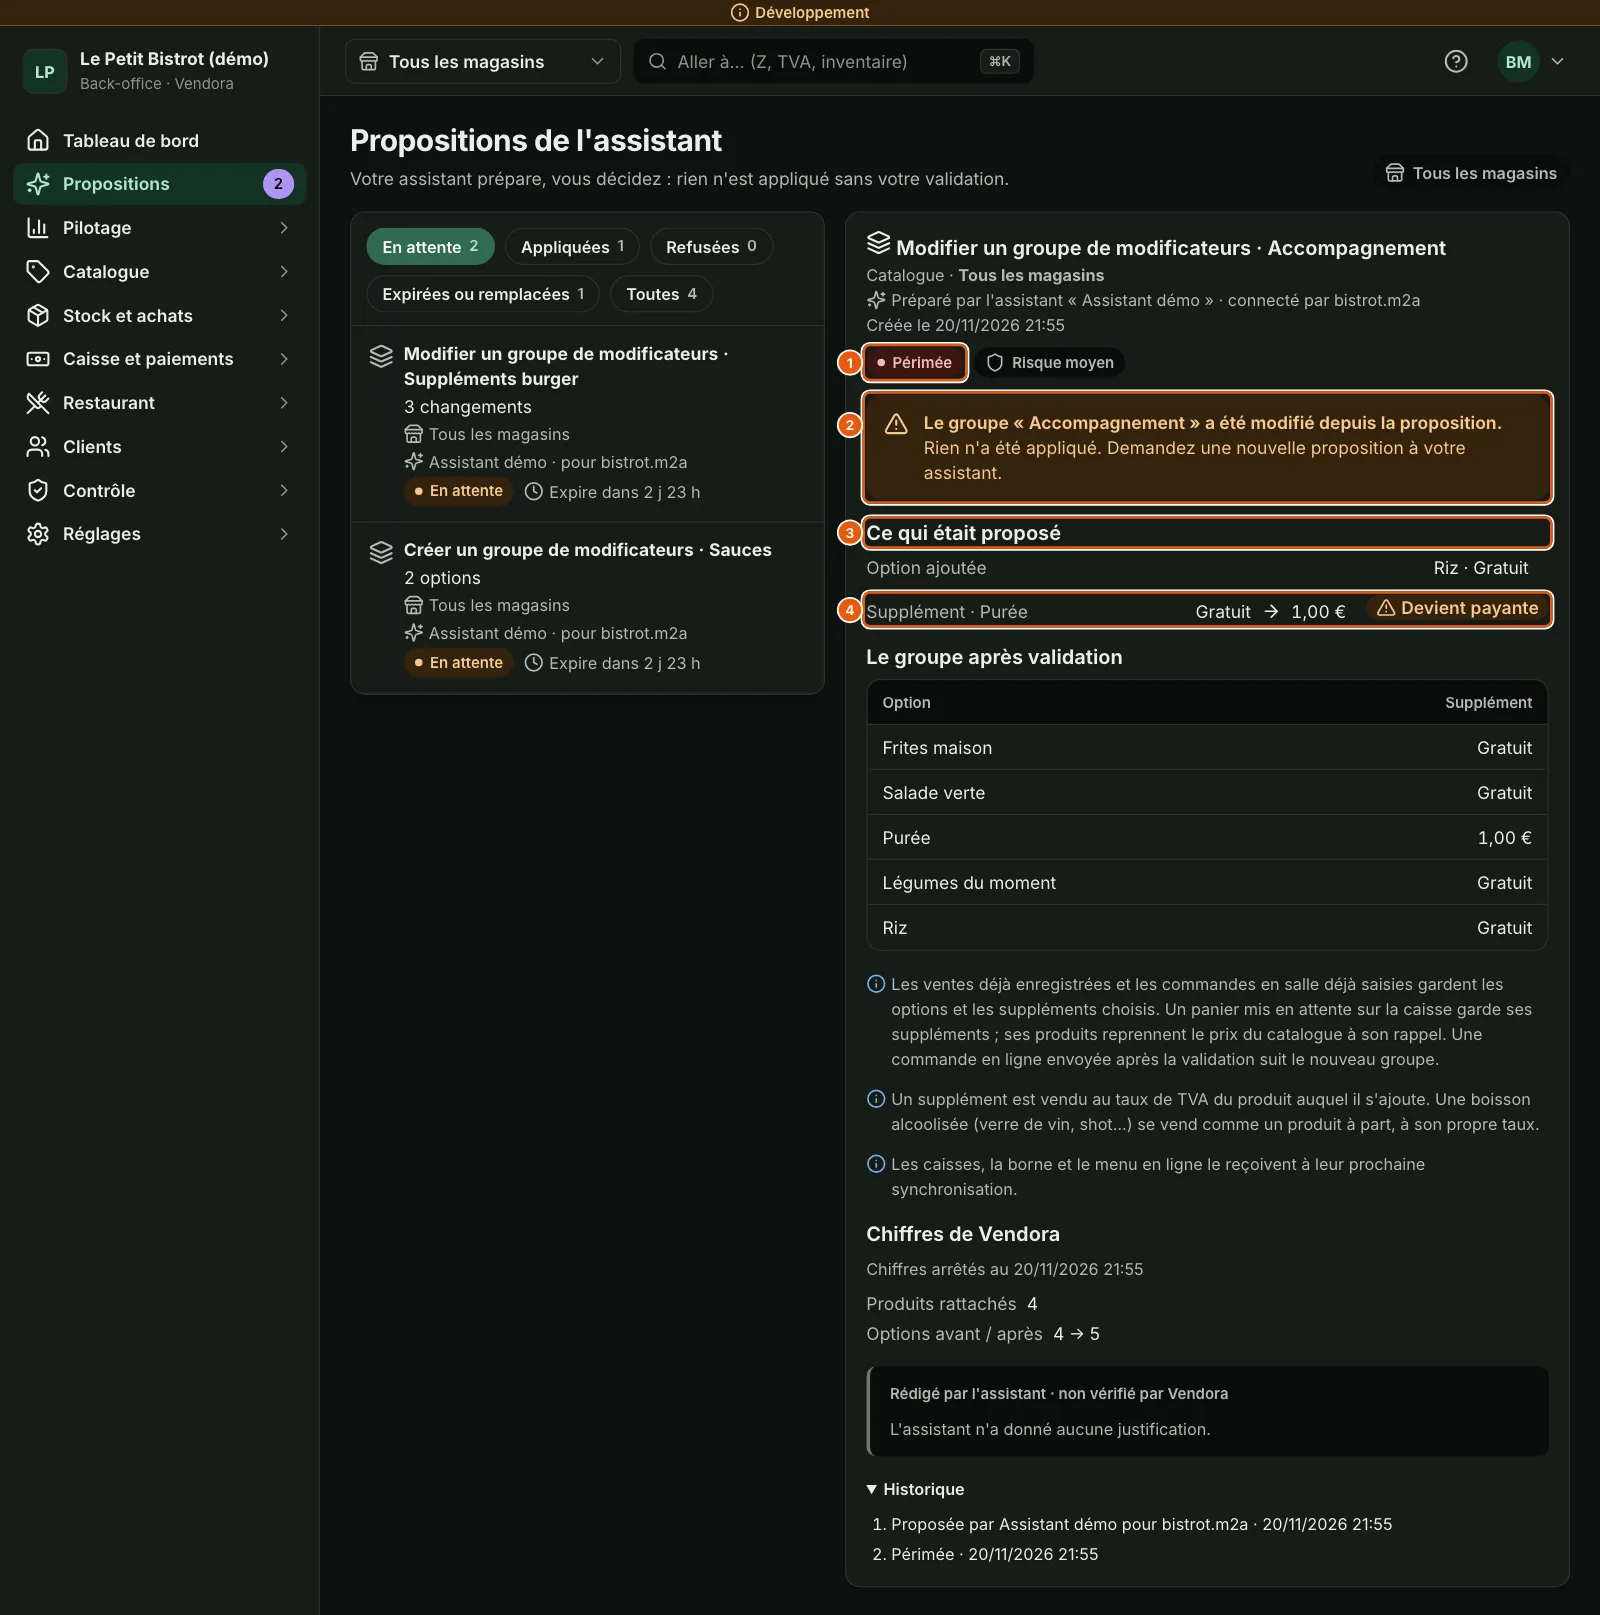 Développement
LP
Le Petit Bistrot (démo)
Back-office · Vendora
Tous les magasins
Aller à... (Z, TVA, inventaire)
⌘K
BM
Tableau de bord
Propositions
2
Pilotage
Catalogue
Stock et achats
Caisse et paiements
Restaurant
Clients
Contrôle
Réglages
Propositions de l'assistant
Votre assistant prépare, vous décidez : rien n'est appliqué sans votre validation.
Tous les magasins
En attente 2
Appliquées 1
Refusées 0
Expirées ou remplacées 1
Toutes 4
Modifier un groupe de modificateurs ·
Suppléments burger
3 changements
Tous les magasins
Assistant démo · pour bistrot.m2a
En attente
Expire dans 2 j 23 h
Créer un groupe de modificateurs · Sauces
2 options
Tous les magasins
Assistant démo · pour bistrot.m2a
En attente
Expire dans 2 j 23 h
Modifier un groupe de modificateurs · Accompagnement
Catalogue · Tous les magasins
Préparé par l'assistant « Assistant démo » · connecté par bistrot.m2a
Créée le 20/11/2026 21:55
1
Périmée
Risque moyen
2
Le groupe « Accompagnement » a été modifié depuis la proposition.
Rien n'a été appliqué. Demandez une nouvelle proposition à votre
assistant.
3
Ce qui était proposé
Option ajoutée
Riz · Gratuit
4
Supplément · Purée
Gratuit → 1,00 €
Devient payante
Le groupe après validation
Option
Supplément
Frites maison
Gratuit
Salade verte
Gratuit
Purée
1,00 €
Légumes du moment
Gratuit
Riz
Gratuit
Les ventes déjà enregistrées et les commandes en salle déjà saisies gardent les
options et les suppléments choisis. Un panier mis en attente sur la caisse garde ses
suppléments ; ses produits reprennent le prix du catalogue à son rappel. Une
commande en ligne envoyée après la validation suit le nouveau groupe.
Un supplément est vendu au taux de TVA du produit auquel il s'ajoute. Une boisson
alcoolisée (verre de vin, shot...) se vend comme un produit à part, à son propre taux.
Les caisses, la borne et le menu en ligne le reçoivent à leur prochaine
synchronisation.
Chiffres de Vendora
Chiffres arrêtés au 20/11/2026 21:55
Produits rattachés 4
Options avant / après 4 → 5
Rédigé par l'assistant · non vérifié par Vendora
L'assistant n'a donné aucune justification.
▼ Historique
1. Proposée par Assistant démo pour bistrot.m2a · 20/11/2026 21:55
2. Périmée · 20/11/2026 21:55